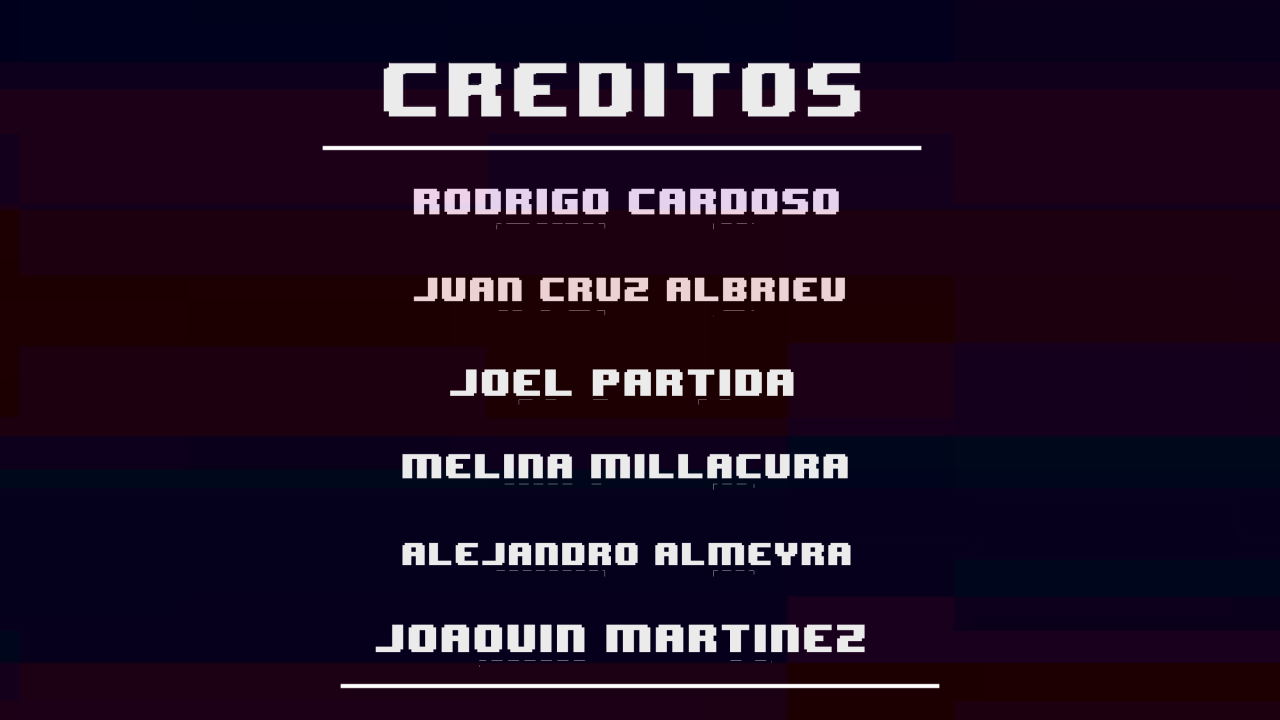 CREDITOS
RODRIGO CARDOSO
JUAN CRUZ ALBRIEU
JOEL PARTIDA
MELINA MILLACURA
ALEJANDRO ALMEYRA
JOAQUIN MARTINEZ